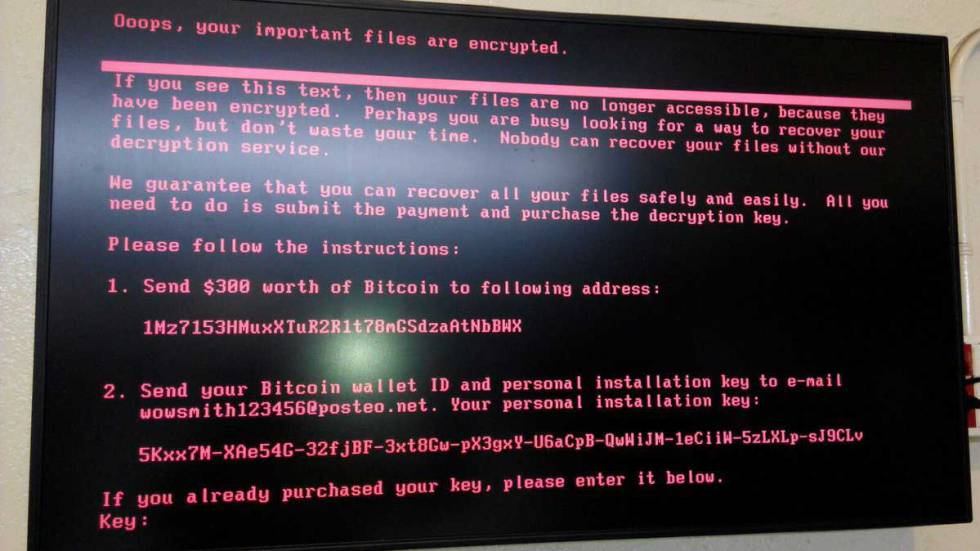 Ooops, your important files are encrypted.
If you see this text, then your files are no longer accessible, because they
have been encrypted. Perhaps you are busy looking for a way to recover your
files, but don't waste your time. Nobody can recover your files without our
decryption service.
We guarantee that you can recover all your files safely and easily. All you
need to do is submit the payment and purchase the decryption key.
Please follow the instructions:
1. Send $300 worth of Bitcoin to following address:
1Mz7153HMuxXTuR2R1t78mGSdzaAtNbBWX
2. Send your Bitcoin wallet ID and personal installation key to e-mail
wowsmith123456@posteo.net. Your personal installation key:
5Kxx7M-XAe54G-32fjBF-3xt8Gw-pX3gxY-U6aCpB-QwWiJM-1eCiiW-5zLXLp-sJ9CLv
If you already purchased your key, please enter it below.
Key: